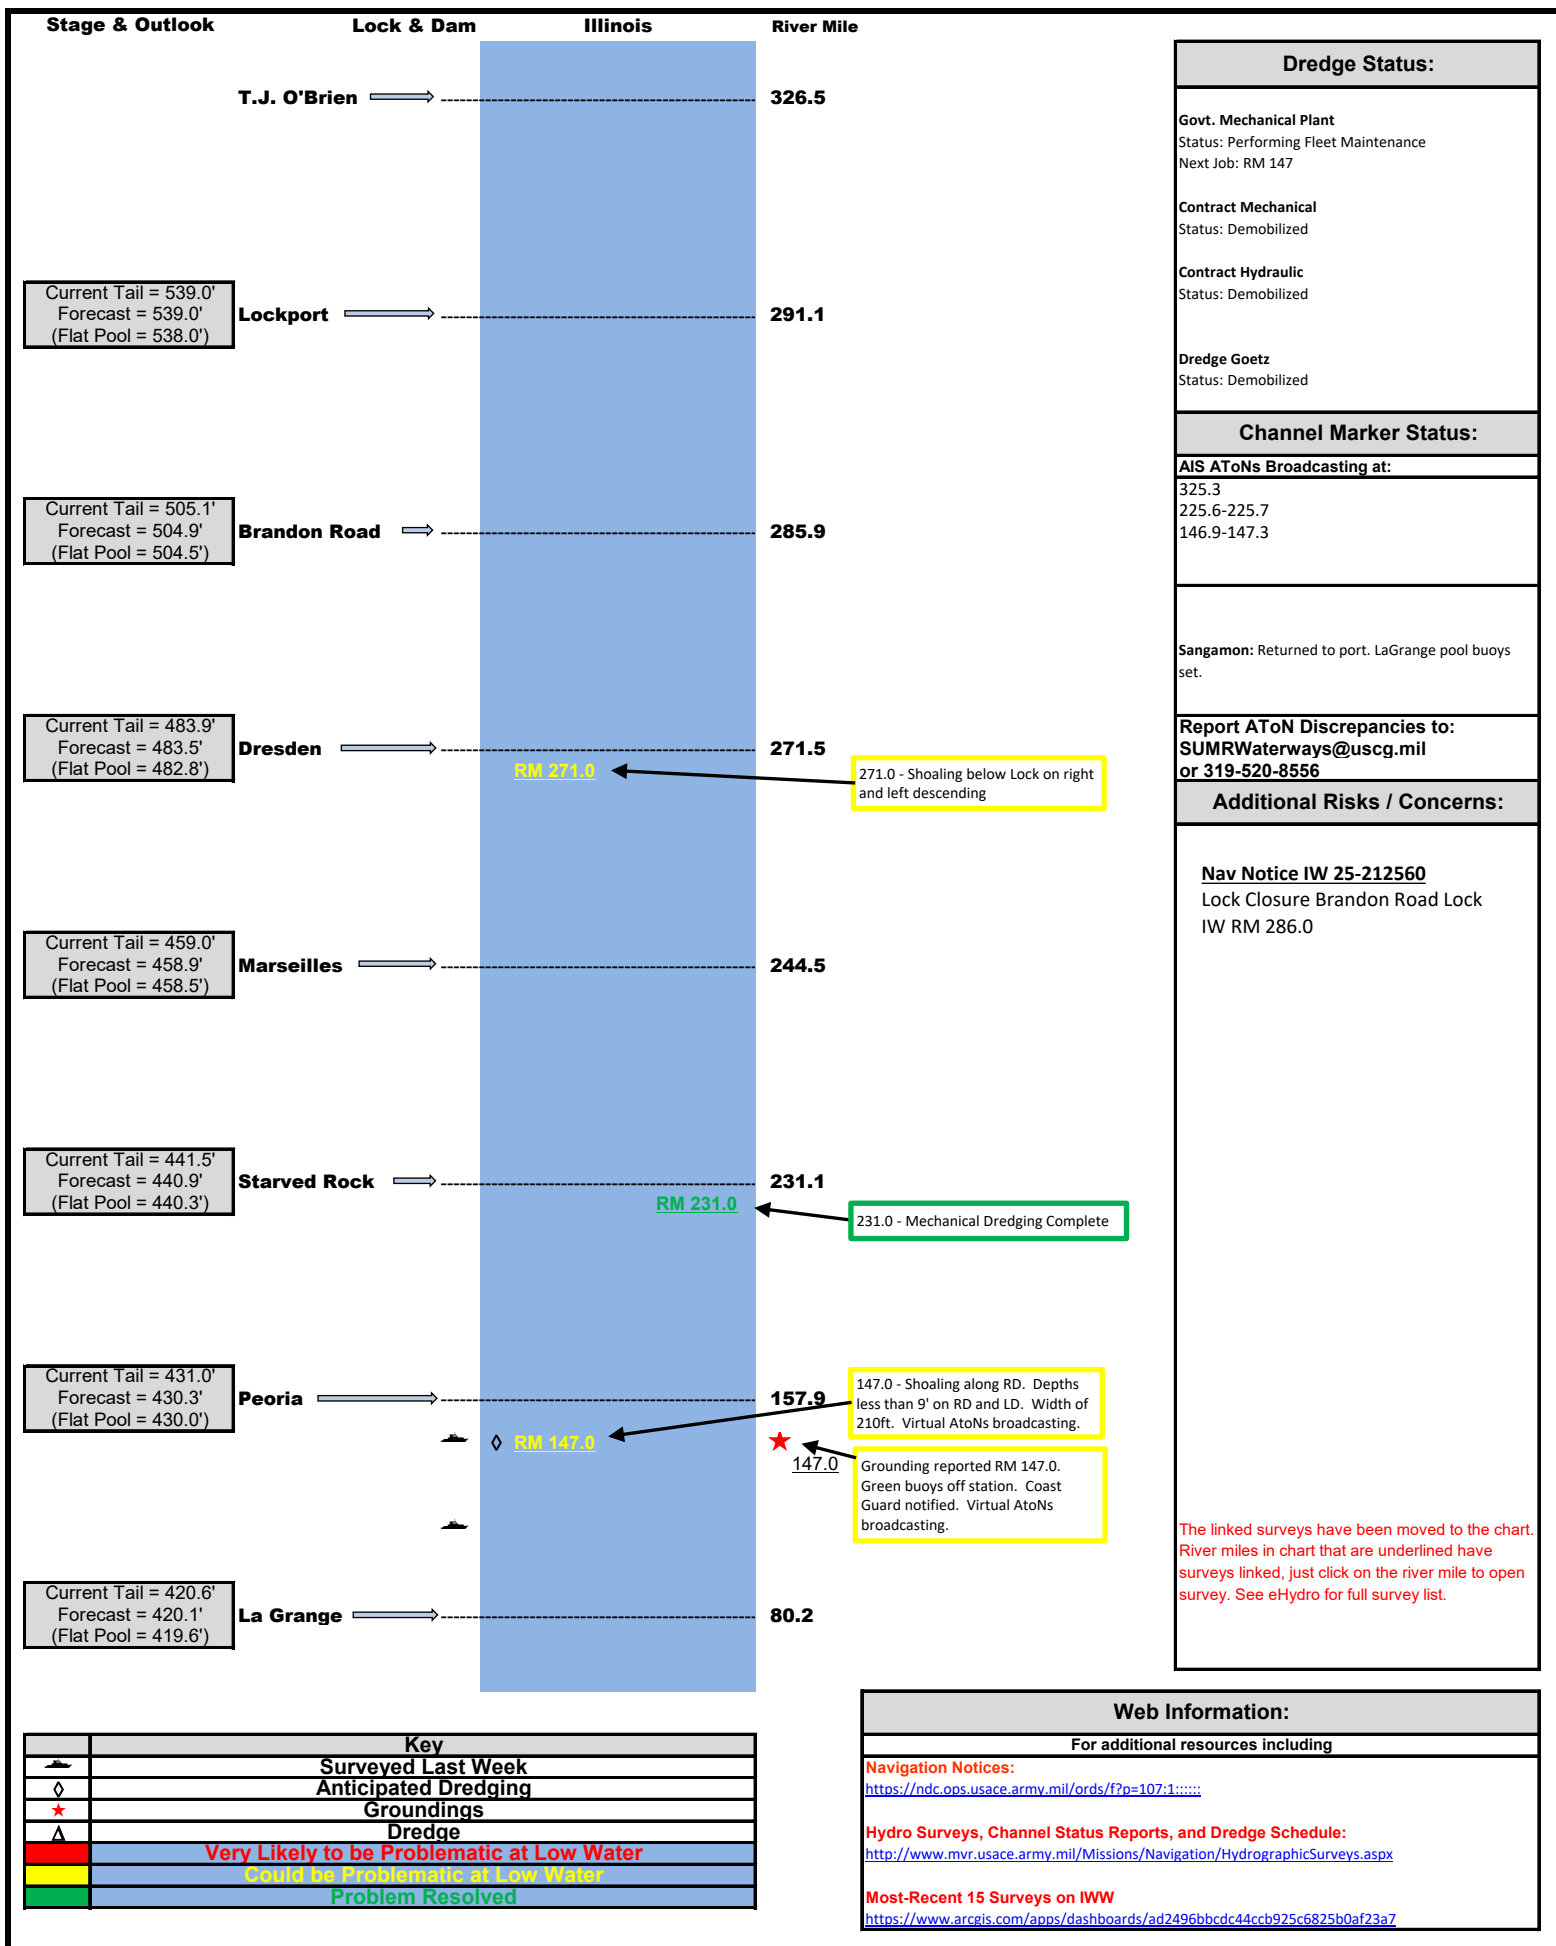 Stage & Outlook
Lock & Dam
Illinois
River Mile
T.J. O'Brien
326.5
Current Tail = 539.0'
Forecast = 539.0'
(Flat Pool = 538.0')
Lockport
291.1
Current Tail = 505.1'
Forecast = 504.9'
(Flat Pool = 504.5')
Brandon Road
285.9
Current Tail = 483.9'
Forecast = 483.5'
(Flat Pool = 482.8')
Dresden
271.5
RM 271.0
271.0 - Shoaling below Lock on right
and left descending
Current Tail = 459.0'
Forecast = 458.9'
(Flat Pool = 458.5')
Marseilles
244.5
Current Tail = 441.5'
Forecast = 440.9'
(Flat Pool = 440.3')
Starved Rock
231.1
RM 231.0
231.0 - Mechanical Dredging Complete
Current Tail = 431.0'
Forecast = 430.3'
(Flat Pool = 430.0')
Peoria
157.9
147.0 - Shoaling along RD. Depths
less than 9' on RD and LD. Width of
210ft. Virtual AtoNs broadcasting.
RM 147.0
147.0
Grounding reported RM 147.0.
Green buoys off station. Coast
Guard notified. Virtual AtoNs
broadcasting.
Current Tail = 420.6'
Forecast = 420.1'
(Flat Pool = 419.6')
La Grange
80.2
Dredge Status:
Govt. Mechanical Plant
Status: Performing Fleet Maintenance
Next Job: RM 147
Contract Mechanical
Status: Demobilized
Contract Hydraulic
Status: Demobilized
Dredge Goetz
Status: Demobilized
Channel Marker Status:
AIS AToNs Broadcasting at:
325.3
225.6-225.7
146.9-147.3
Sangamon: Returned to port. LaGrange pool buoys
set.
Report AToN Discrepancies to:
SUMRWaterways@uscg.mil
or 319-520-8556
Additional Risks / Concerns:
Nav Notice IW 25-212560
Lock Closure Brandon Road Lock
IW RM 286.0
The linked surveys have been moved to the chart.
River miles in chart that are underlined have
surveys linked, just click on the river mile to open
survey. See eHydro for full survey list.
Key
Surveyed Last Week
Anticipated Dredging
Groundings
Dredge
Very Likely to be Problematic at Low Water
Could be Problematic at Low Water
Problem Resolved
Web Information:
For additional resources including
Navigation Notices:
https://ndc.ops.usace.army.mil/ords/f?p=107:1::::::
Hydro Surveys, Channel Status Reports, and Dredge Schedule:
http://www.mvr.usace.army.mil/Missions/Navigation/HydrographicSurveys.aspx
Most-Recent 15 Surveys on IWW
https://www.arcgis.com/apps/dashboards/ad2496bbcdc44ccb925c6825b0af23a7